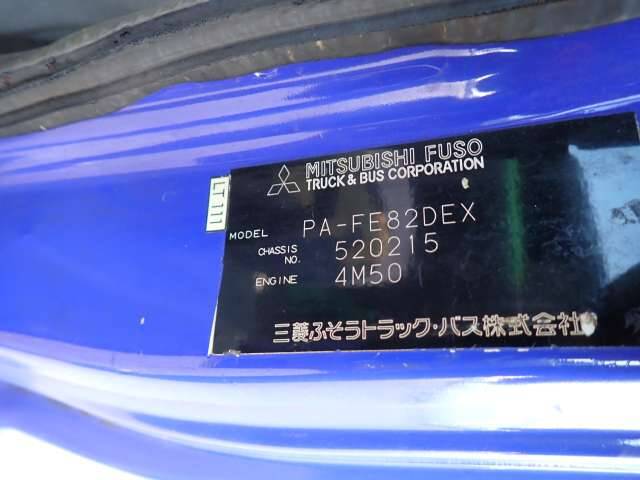 MITSUBISHI FUSO
TRUCK & BUS CORPORATION
LT111
MODEL PA-FE82DEX
CHASSIS NO. 520215
ENGINE 4M50
三菱ふそうトラック・バス株式会社